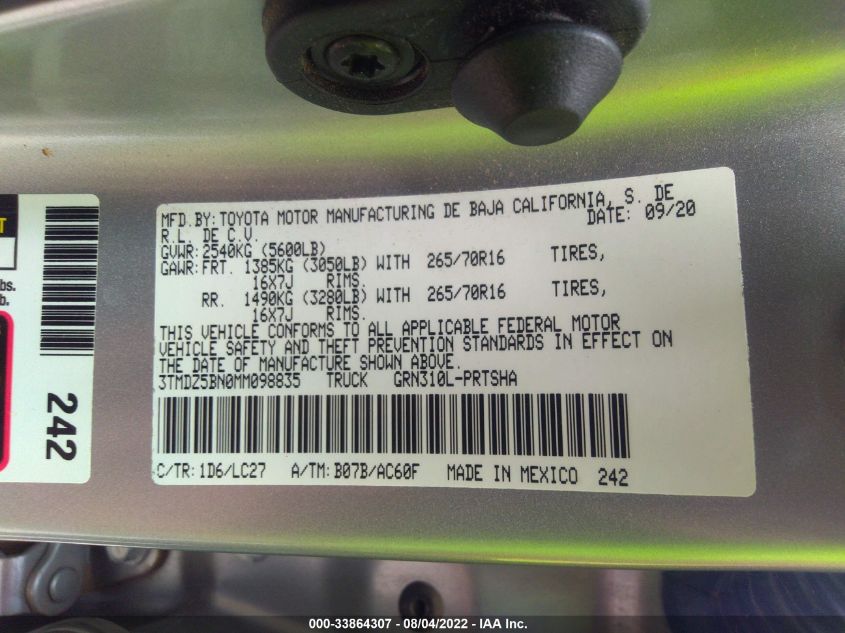 MFD.BY: TOYOTA MOTOR MANUFACTURING DE BAJA CALIFORNIA, S. DE
R.L. DE C.V. DATE: 09/20
GVWR: 2540KG (5600LB)
GAWR: FRT. 1385KG (3050LB) WITH 265/70R16 TIRES,
16X7J RIMS.
RR. 1490KG (3280LB) WITH 265/70R16 TIRES,
16X7J RIMS.
THIS VEHICLE CONFORMS TO ALL APPLICABLE FEDERAL MOTOR
VEHICLE SAFETY AND THEFT PREVENTION STANDARDS IN EFFECT ON
THE DATE OF MANUFACTURE SHOWN ABOVE.
3TMDZ5BN0MM098835 TRUCK GRN310L-PRTSHA
C/TR: 1D6/LC27 A/TM: B07B/AC60F MADE IN MEXICO 242
242
bs.
b.
000-33864307 - 08/04/2022 - IAA Inc.